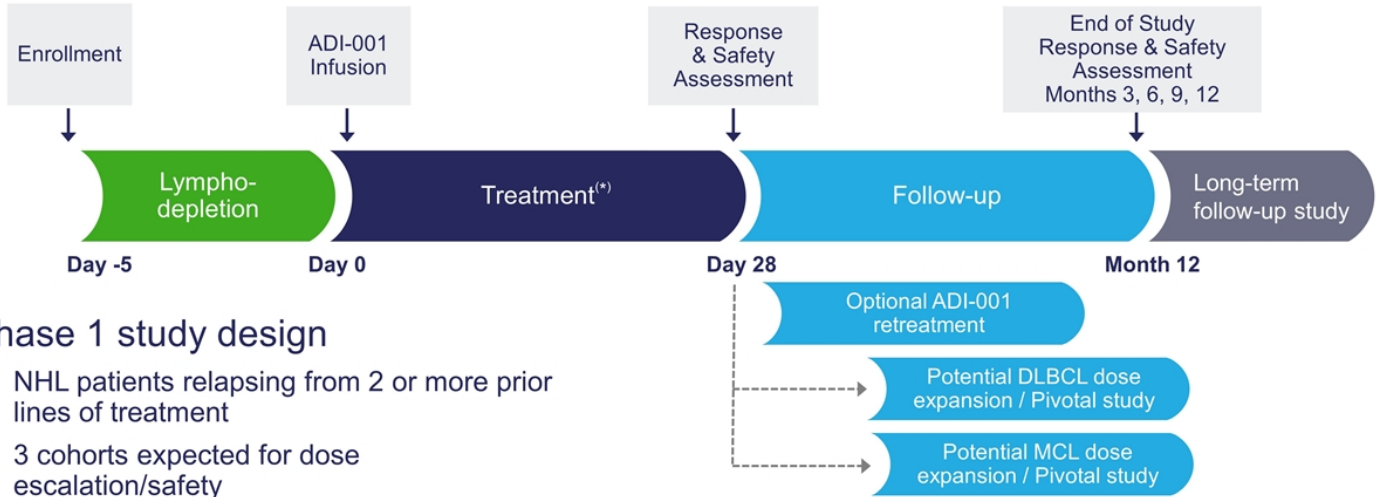 Enrollment
ADI-001
Infusion
Response
& Safety
Assessment
End of Study
Response & Safety
Assessment
Months 3, 6, 9, 12
Lympho-
depletion
Treatment(*)
Follow-up
Long-term
follow-up study
Day -5
Day 0
Day 28
Month 12
Optional ADI-001
retreatment
Potential DLBCL dose
expansion / Pivotal study
Potential MCL dose
expansion / Pivotal study
hase 1 study design
NHL patients relapsing from 2 or more prior
lines of treatment
3 cohorts expected for dose
escalation/safety